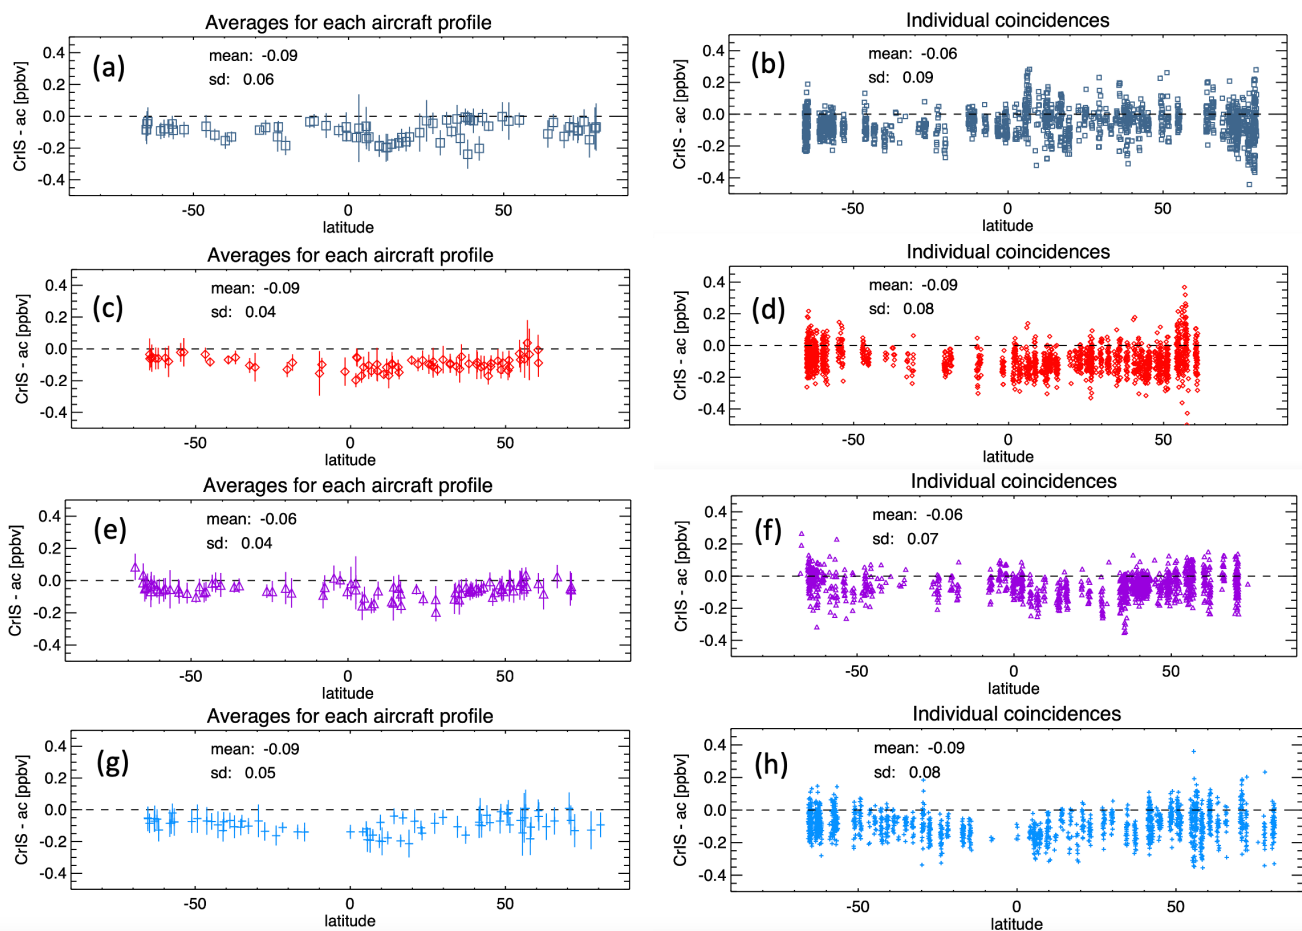 Averages for each aircraft profile
(a)
mean: -0.09
sd: 0.06
CrIS - ac [ppbv]
0.4
0.2
0.0
-0.2
-0.4
-50 0 50
latitude
Individual coincidences
(b)
mean: -0.06
sd: 0.09
CrIS - ac [ppbv]
0.4
0.2
0.0
-0.2
-0.4
-50 0 50
latitude
Averages for each aircraft profile
(c)
mean: -0.09
sd: 0.04
CrIS - ac [ppbv]
0.4
0.2
0.0
-0.2
-0.4
-50 0 50
latitude
Individual coincidences
(d)
mean: -0.09
sd: 0.08
CrIS - ac [ppbv]
0.4
0.2
0.0
-0.2
-0.4
-50 0 50
latitude
Averages for each aircraft profile
(e)
mean: -0.06
sd: 0.04
CrIS - ac [ppbv]
0.4
0.2
0.0
-0.2
-0.4
-50 0 50
latitude
Individual coincidences
(f)
mean: -0.06
sd: 0.07
CrIS - ac [ppbv]
0.4
0.2
0.0
-0.2
-0.4
-50 0 50
latitude
Averages for each aircraft profile
(g)
mean: -0.09
sd: 0.05
CrIS - ac [ppbv]
0.4
0.2
0.0
-0.2
-0.4
-50 0 50
latitude
Individual coincidences
(h)
mean: -0.09
sd: 0.08
CrIS - ac [ppbv]
0.4
0.2
0.0
-0.2
-0.4
-50 0 50
latitude